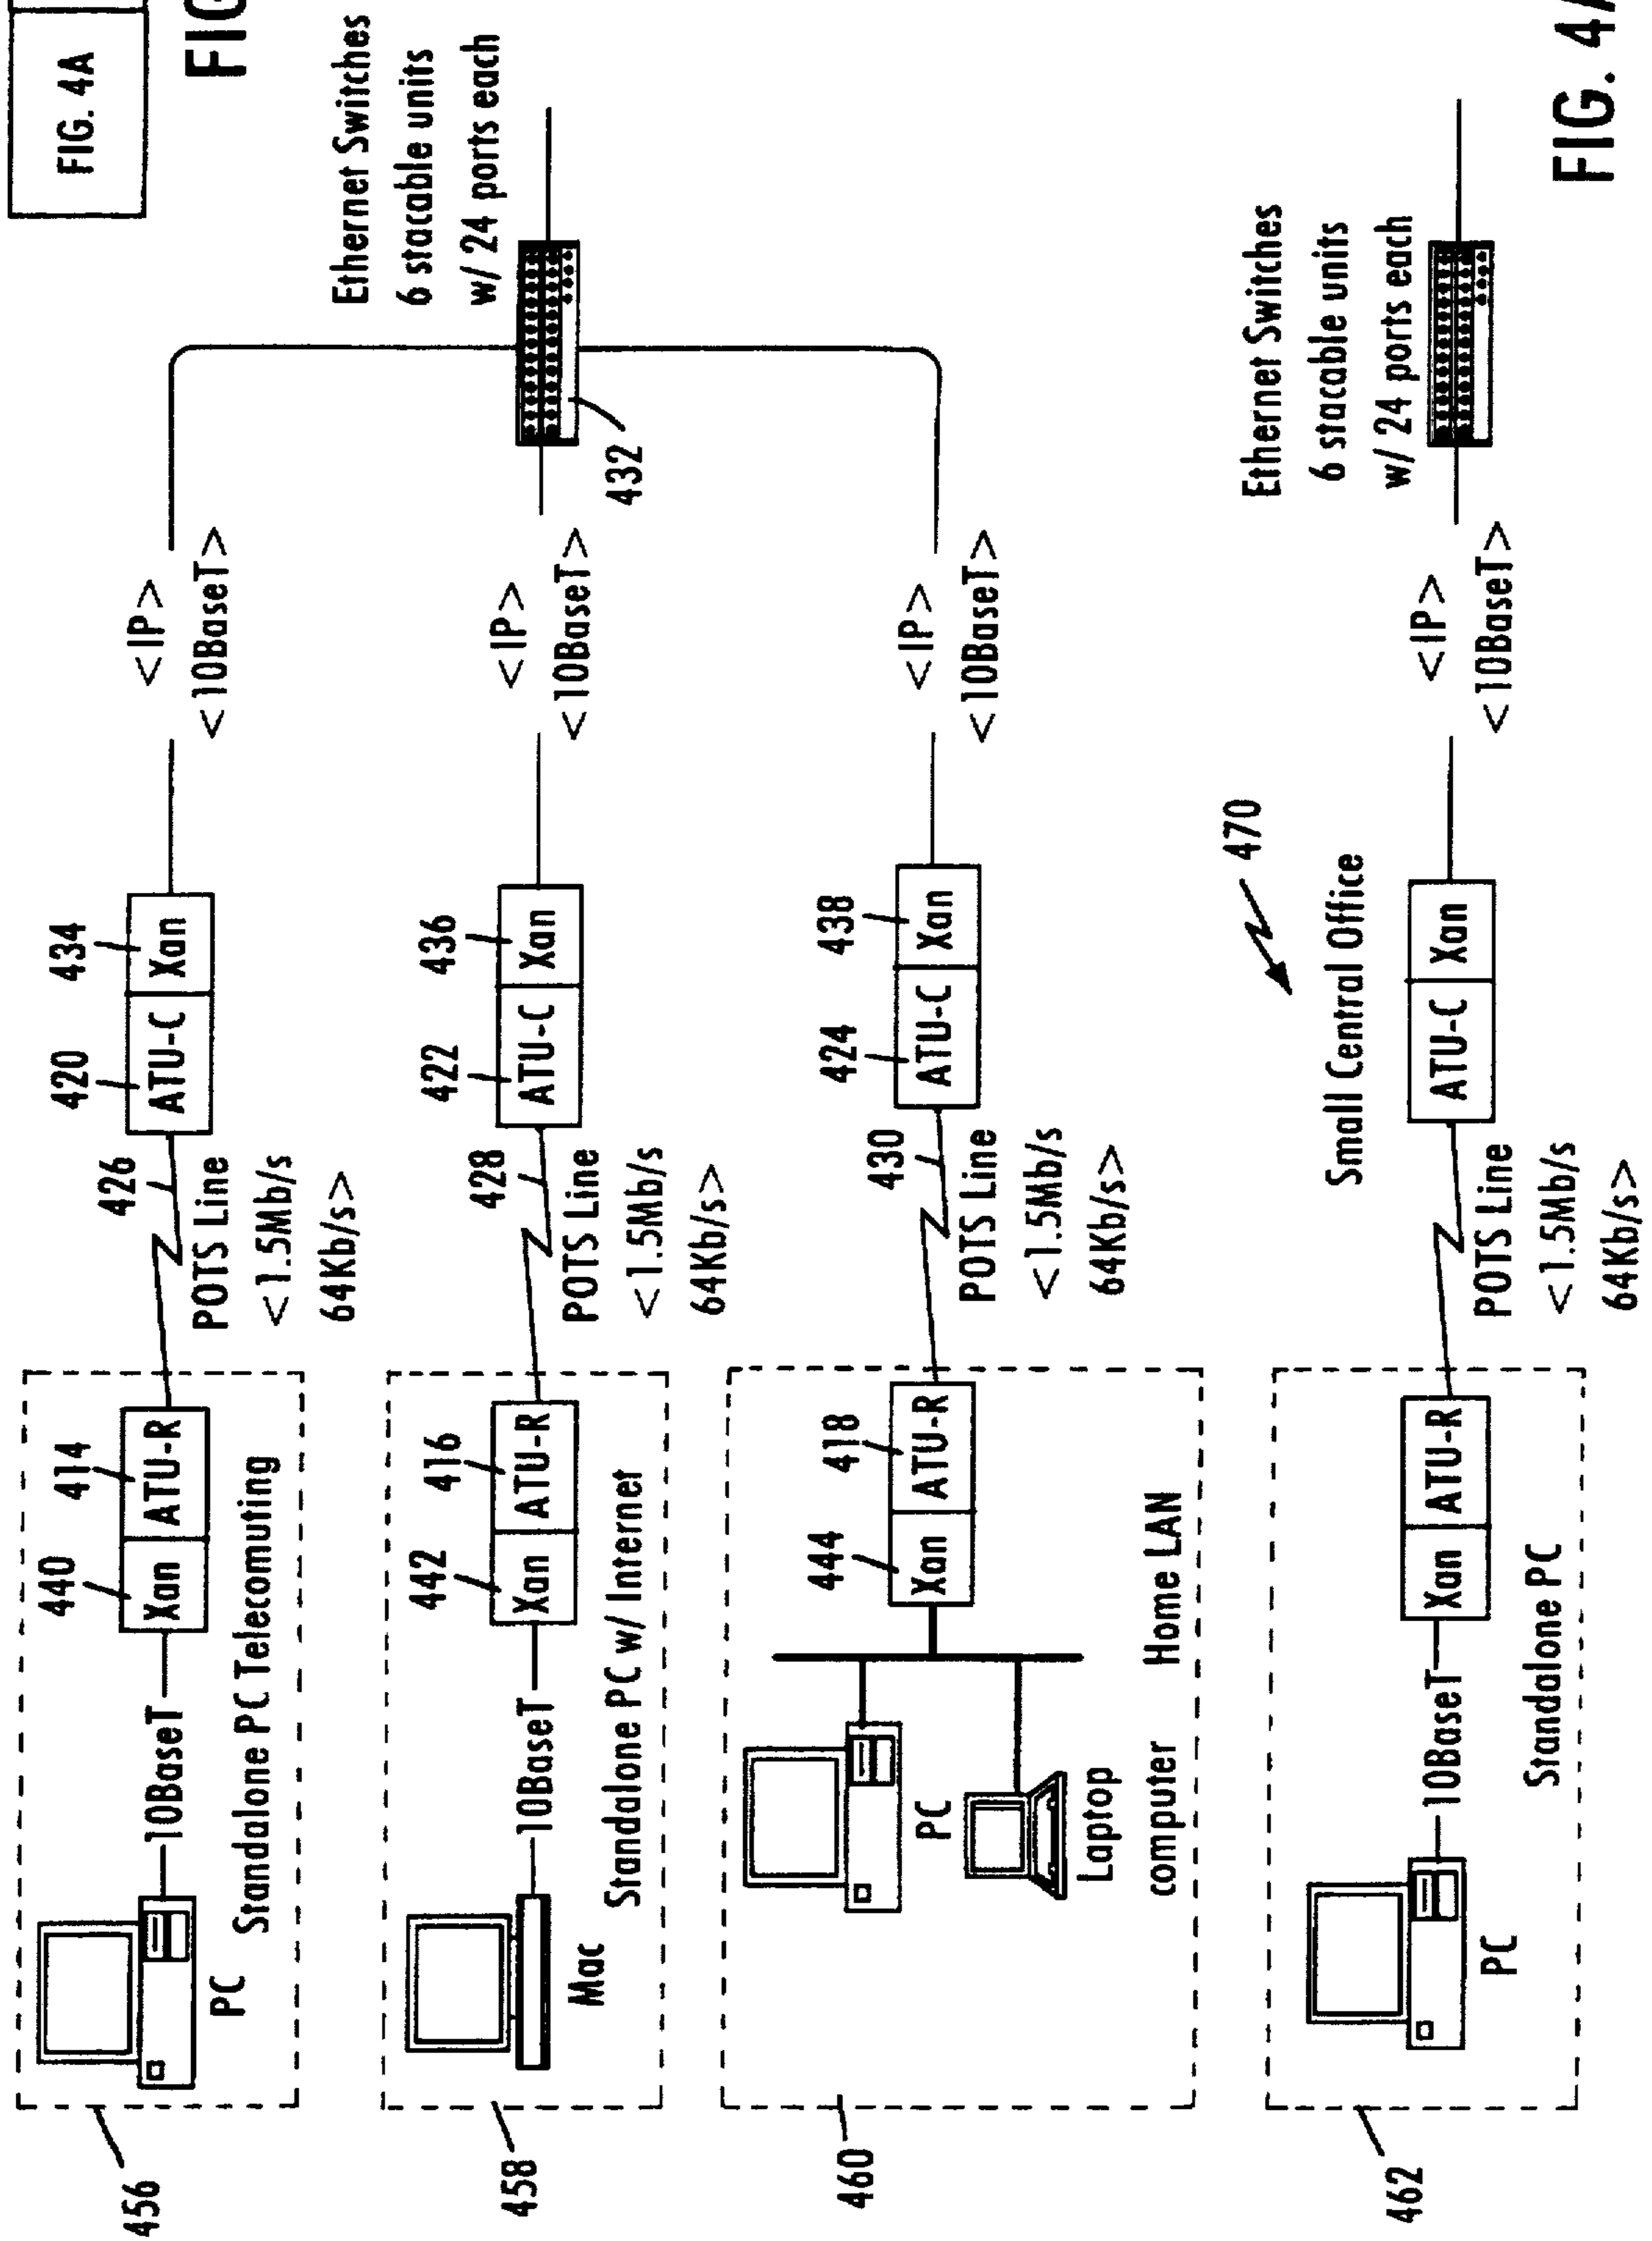 FIG. 4A
FIG
456
PC
10BaseT
Standalone PC Telecomuting
440
414
Xan
ATU-R
426
POTS Line
<1.5Mb/s
64Kb/s>
420
434
ATU-C
Xan
<IP>
<10BaseT>
Ethernet Switches
6 stacable units
w/ 24 ports each
458
Mac
10BaseT
Standalone PC w/ Internet
442
416
Xan
ATU-R
428
POTS Line
<1.5Mb/s
64Kb/s>
422
436
ATU-C
Xan
<IP>
<10BaseT>
432
460
PC
Laptop
computer
Home LAN
444
418
Xan
ATU-R
430
POTS Line
<1.5Mb/s
64Kb/s>
424
438
ATU-C
Xan
<IP>
<10BaseT>
462
PC
10BaseT
Standalone PC
Xan
ATU-R
POTS Line
<1.5Mb/s
64Kb/s>
Small Central Office
470
ATU-C
Xan
<IP>
<10BaseT>
Ethernet Switches
6 stacable units
w/ 24 ports each
FIG. 4A